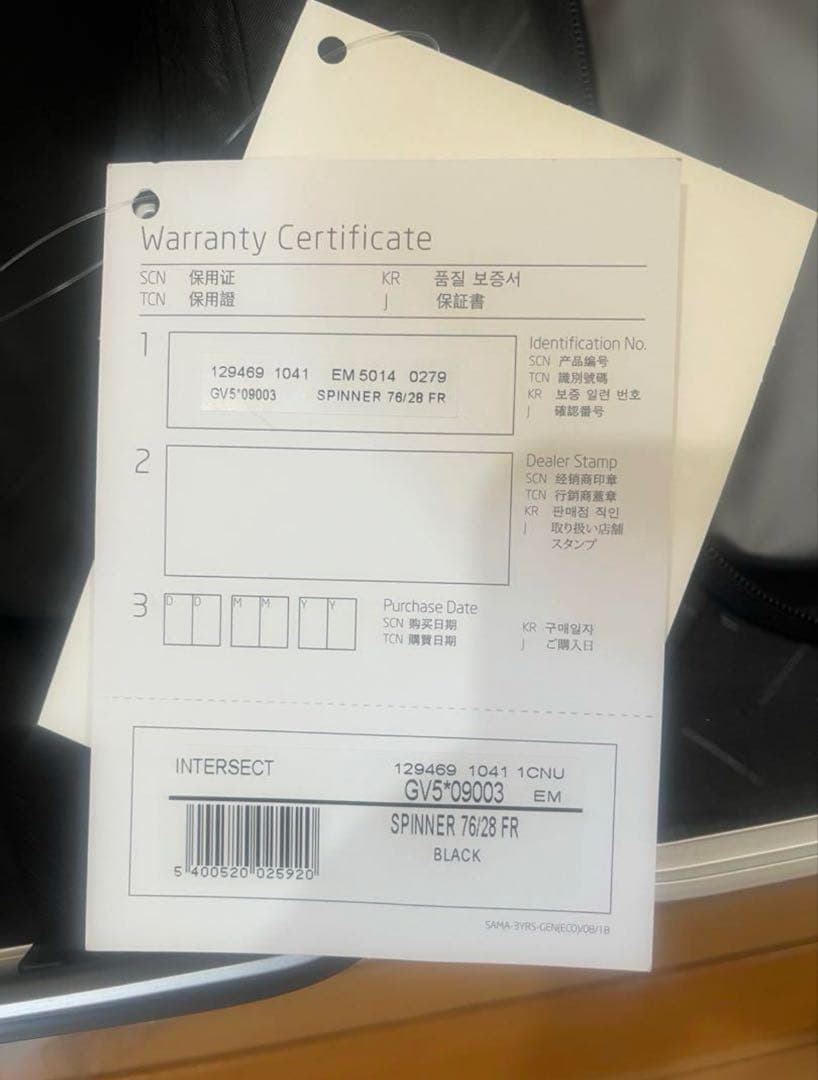 Warranty Certificate
SCN 保用证 KR 품질 보증서
TCN 保用證 J 保証書
1
129469 1041 EM 5014 0279
GV5*09003 SPINNER 76/28 FR
Identification No.
SCN 产品编号
TCN 識別號碼
KR 보증 일련 번호
J 確認番号
2
Dealer Stamp
SCN 经销商印章
TCN 行銷商蓋章
KR 판매점 직인
J 取り扱い店舗
スタンプ
3
D D M M Y Y
Purchase Date
SCN 购买日期 KR 구매일자
TCN 購買日期 J ご購入日
INTERSECT
129469 1041 1CNU
GV5*09003 EM
SPINNER 76/28 FR
BLACK
5 400520 025920
SAMA-3YRS-GEN(ECO)/08/18